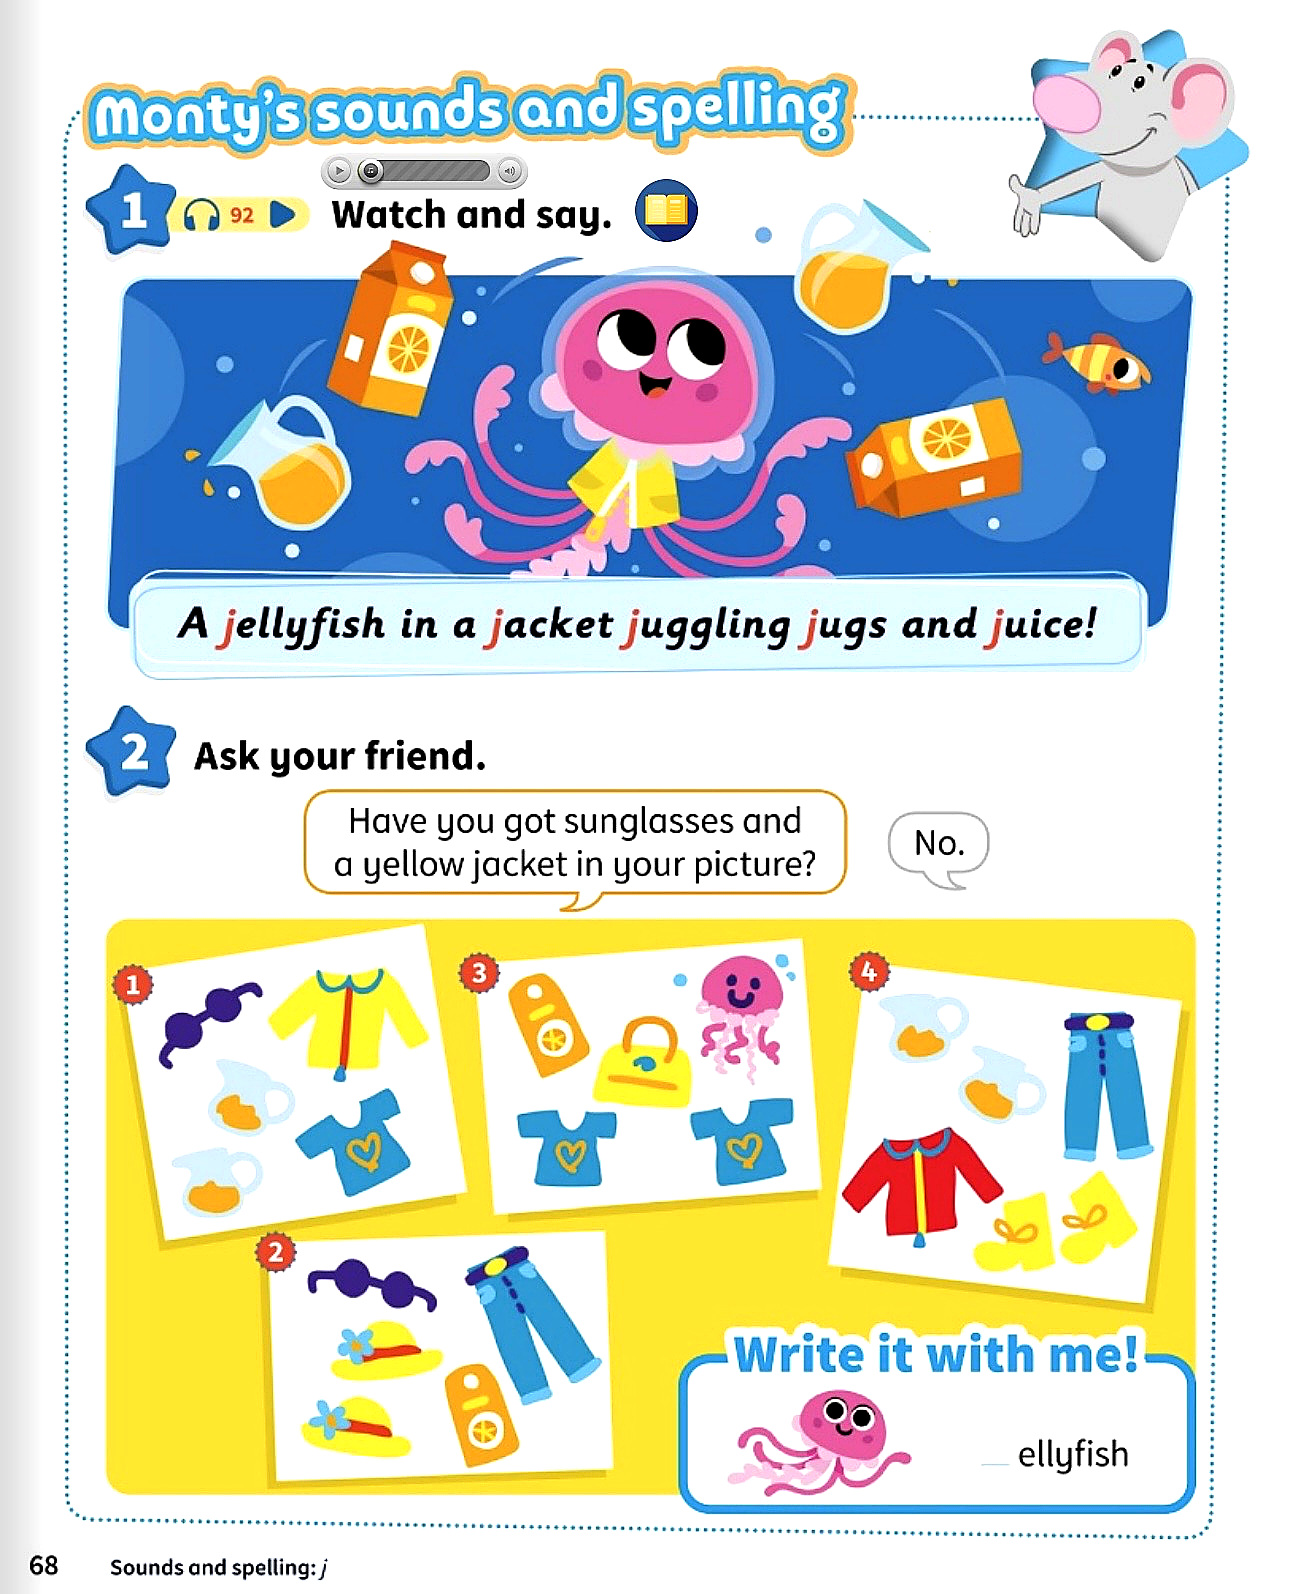 Monty's sounds and spelling
1 92 Watch and say.
A jellyfish in a jacket juggling jugs and juice!
2 Ask your friend.
Have you got sunglasses and
a yellow jacket in your picture?
No.
1
3
4
2
Write it with me!
_ ellyfish
68 Sounds and spelling: j